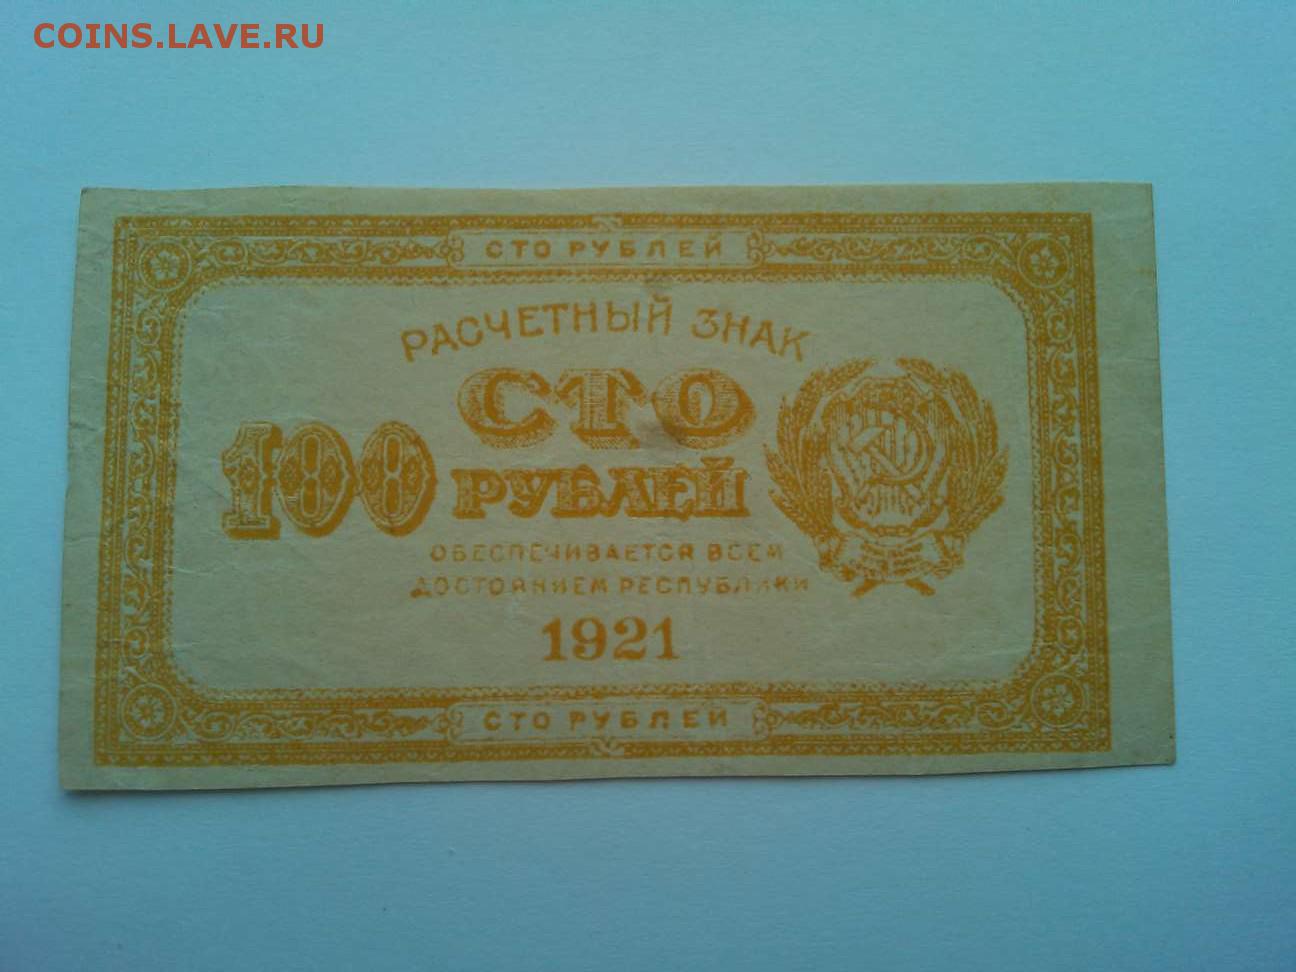 COINS.LAVE.RU
СТО РУБЛЕЙ
РАСЧЕТНЫЙ ЗНАК
СТО
100
РУБЛЕЙ
ОБЕСПЕЧИВАЕТСЯ ВСЕМ
ДОСТОЯНИЕМ РЕСПУБЛИКИ
1921
СТО РУБЛЕЙ